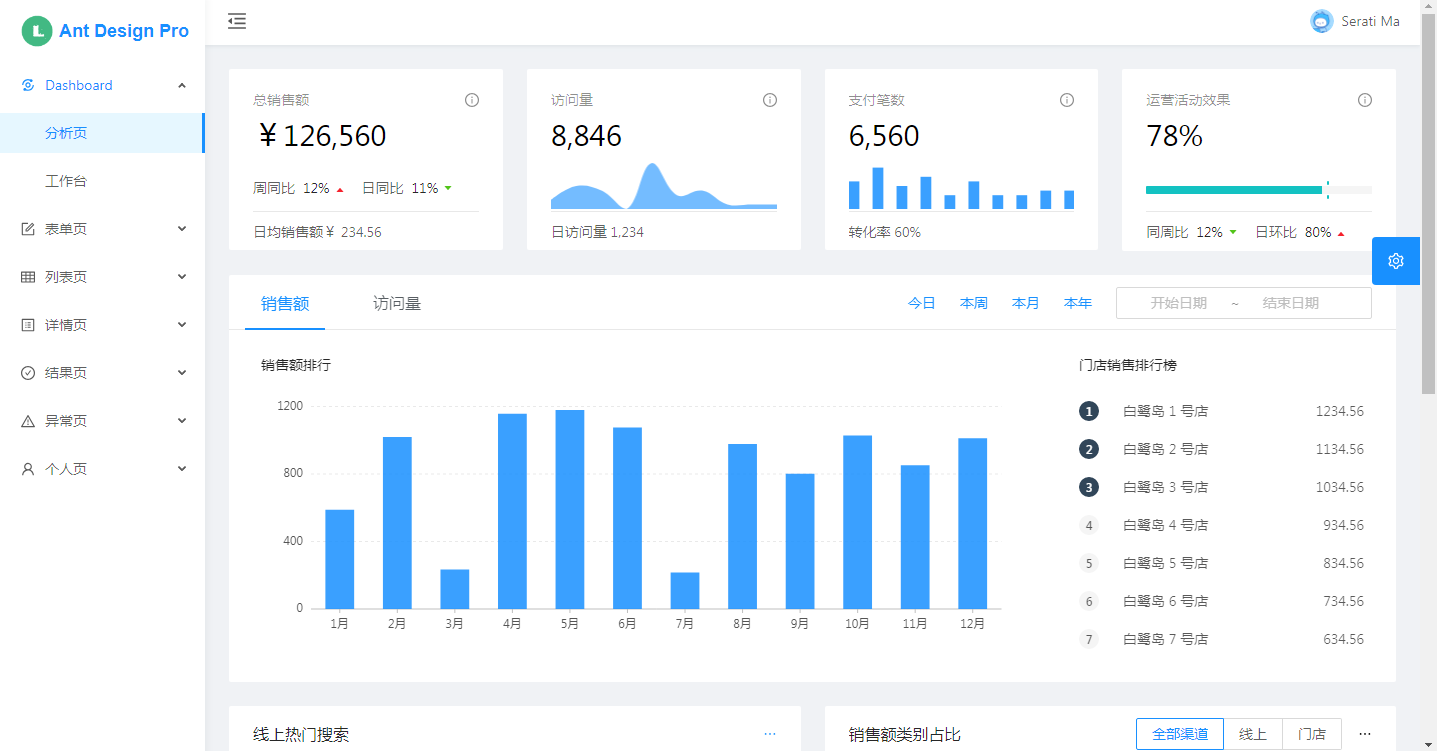 Ant Design Pro
Serati Ma
Dashboard
分析页
工作台
表单页
列表页
详情页
结果页
异常页
个人页
总销售额
￥126,560
周同比 12% 日同比 11%
日均销售额￥ 234.56
访问量
8,846
日访问量 1,234
支付笔数
6,560
转化率 60%
运营活动效果
78%
同周比 12% 日环比 80%
销售额 访问量 今日 本周 本月 本年 开始日期 ~ 结束日期
销售额排行
1200
800
400
0
1月 2月 3月 4月 5月 6月 7月 8月 9月 10月 11月 12月
门店销售排行榜
1 白鹭岛 1 号店 1234.56
2 白鹭岛 2 号店 1134.56
3 白鹭岛 3 号店 1034.56
4 白鹭岛 4 号店 934.56
5 白鹭岛 5 号店 834.56
6 白鹭岛 6 号店 734.56
7 白鹭岛 7 号店 634.56
线上热门搜索 ···
销售额类别占比 全部渠道 线上 门店 ···